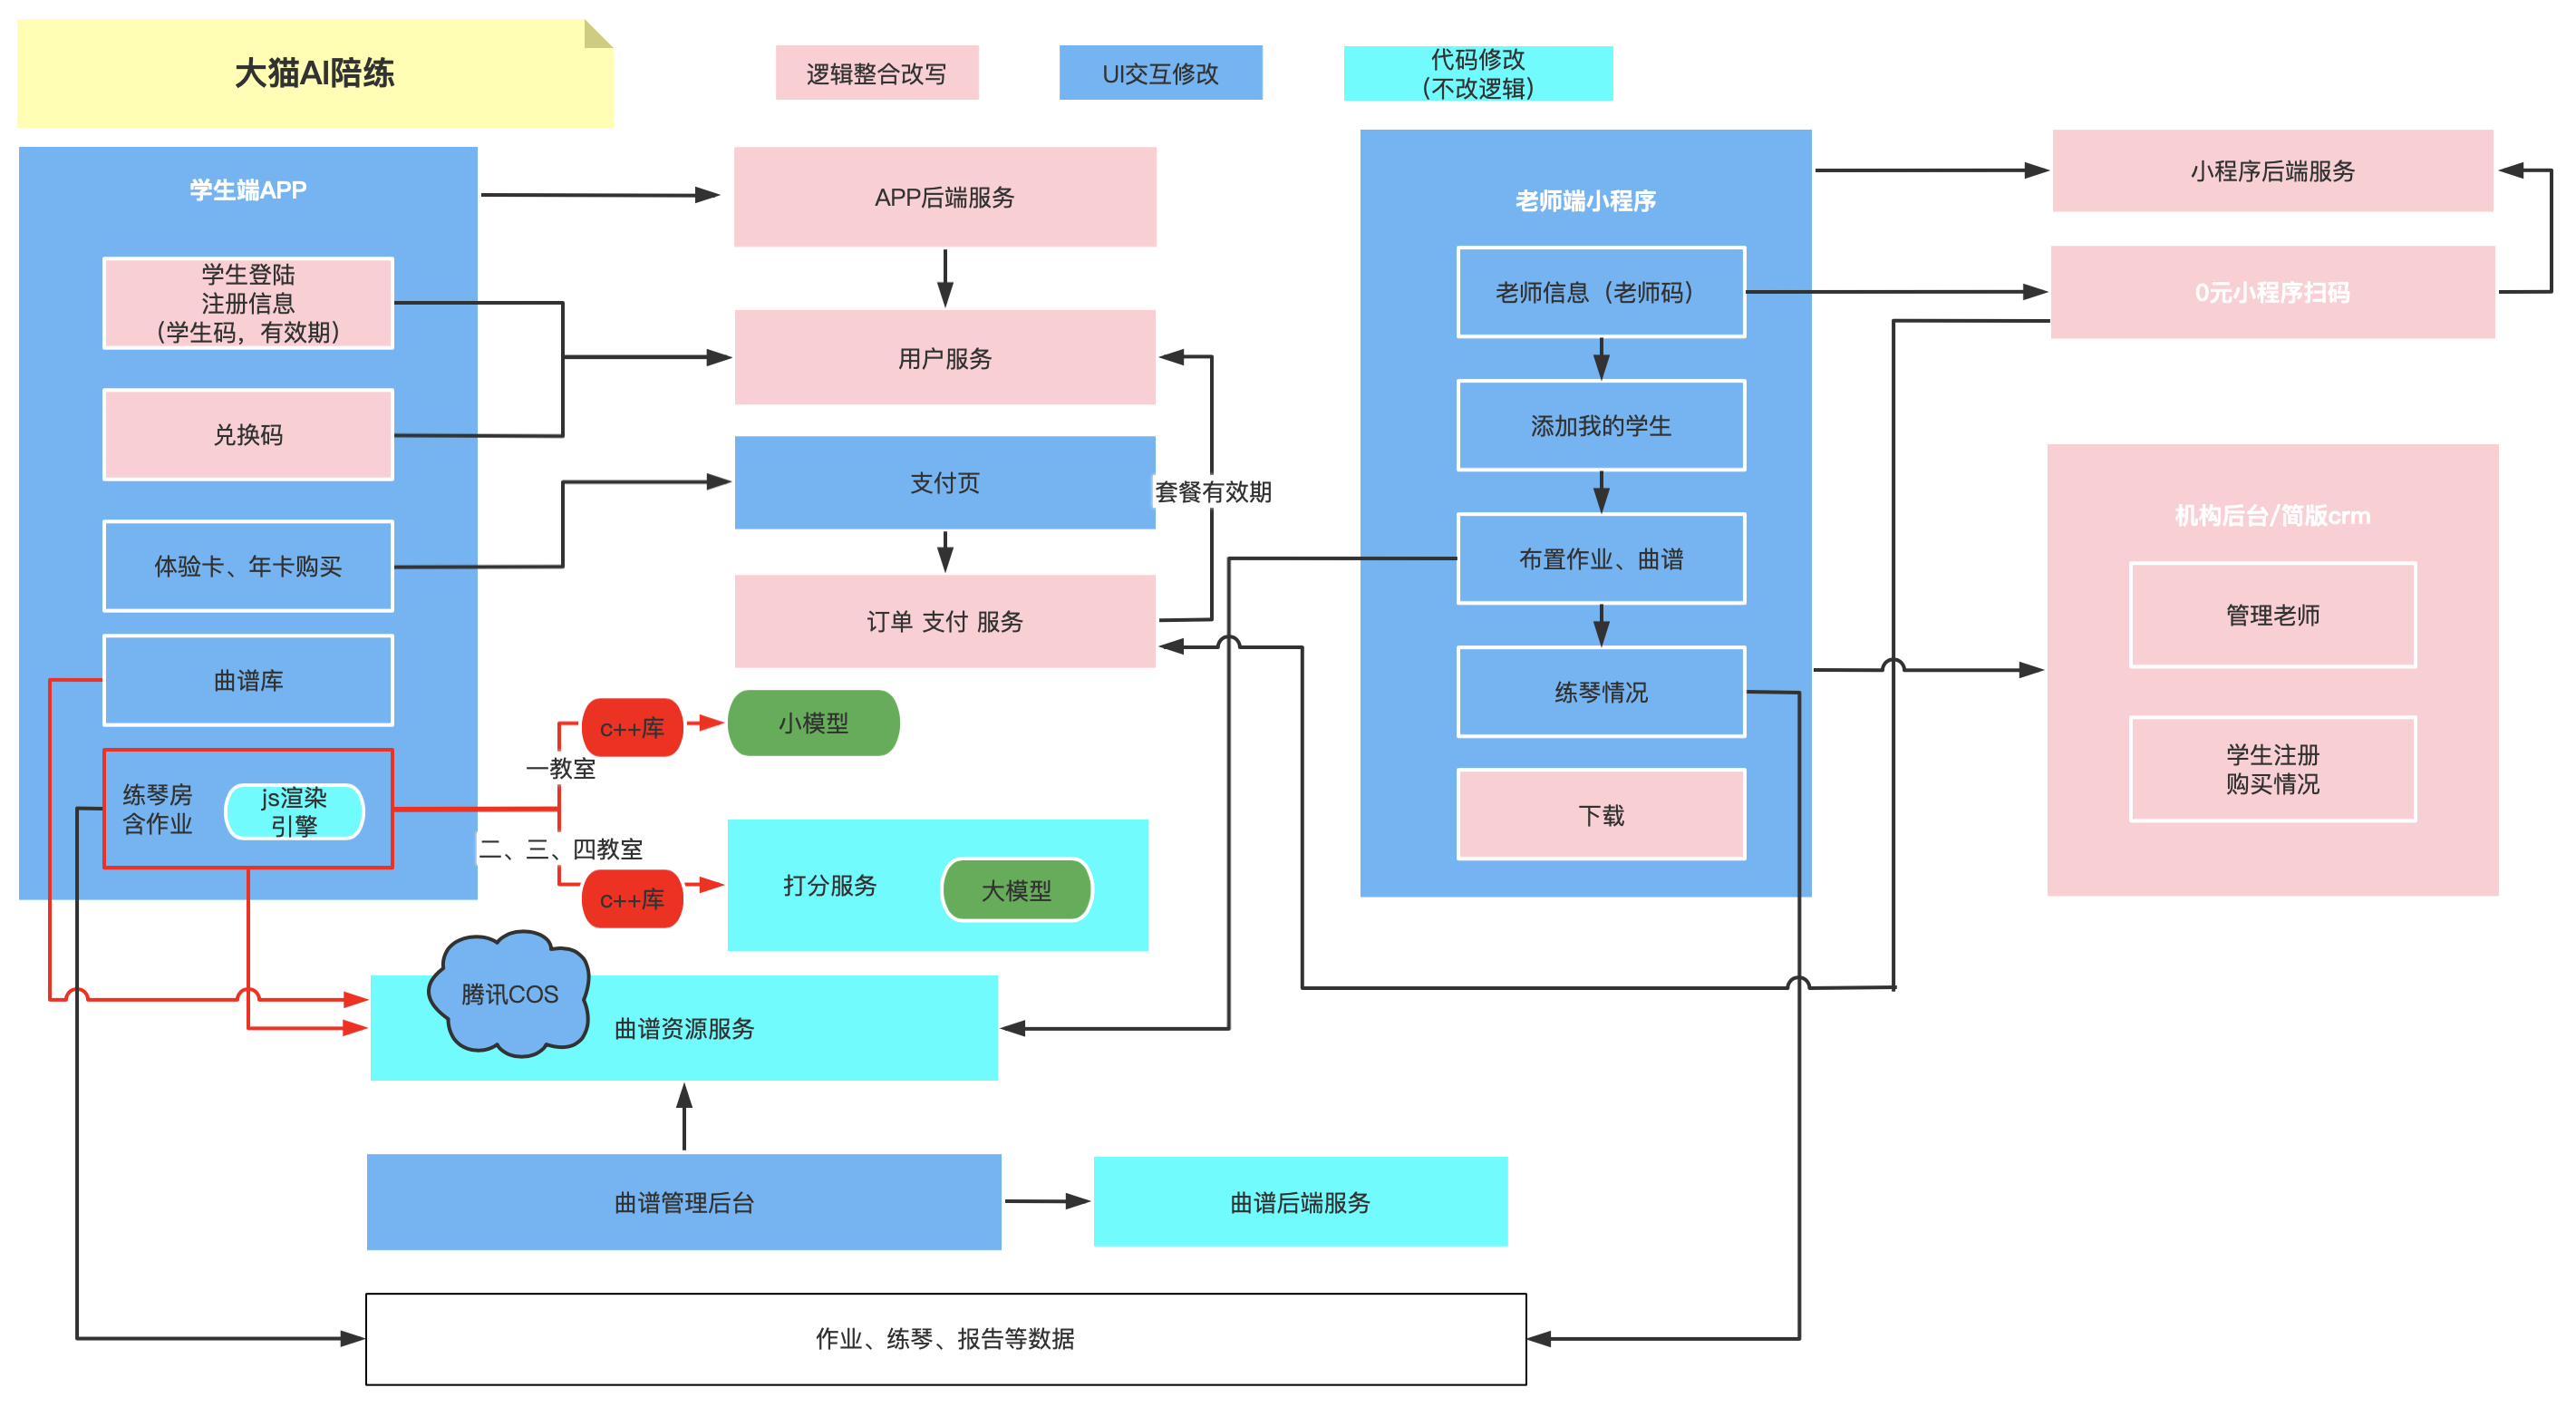 大猫AI陪练
逻辑整合改写
UI交互修改
代码修改
（不改逻辑）
学生端APP
学生登陆
注册信息
（学生码，有效期）
兑换码
体验卡、年卡购买
曲谱库
练琴房
含作业
js渲染
引擎
APP后端服务
用户服务
支付页
套餐有效期
订单 支付 服务
c++库
小模型
一教室
二、三、四教室
c++库
打分服务
大模型
腾讯COS
曲谱资源服务
曲谱管理后台
曲谱后端服务
作业、练琴、报告等数据
老师端小程序
老师信息（老师码）
添加我的学生
布置作业、曲谱
练琴情况
下载
小程序后端服务
0元小程序扫码
机构后台/简版crm
管理老师
学生注册
购买情况